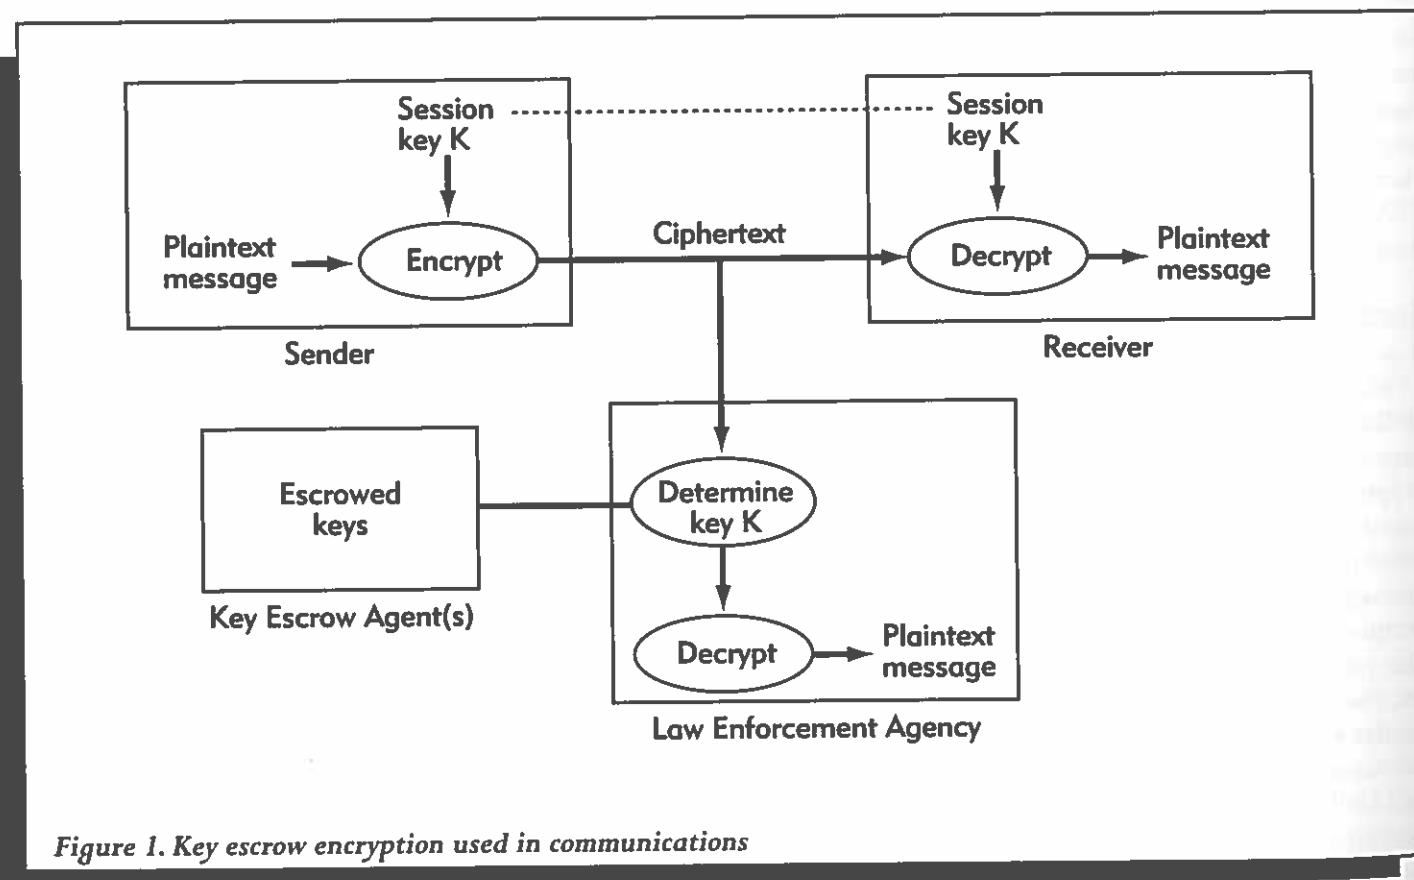 Session
key K
Session
key K
Plaintext
message
Encrypt
Ciphertext
Decrypt
Plaintext
message
Sender
Receiver
Escrowed
keys
Key Escrow Agent(s)
Determine
key K
Decrypt
Plaintext
message
Law Enforcement Agency
Figure 1. Key escrow encryption used in communications